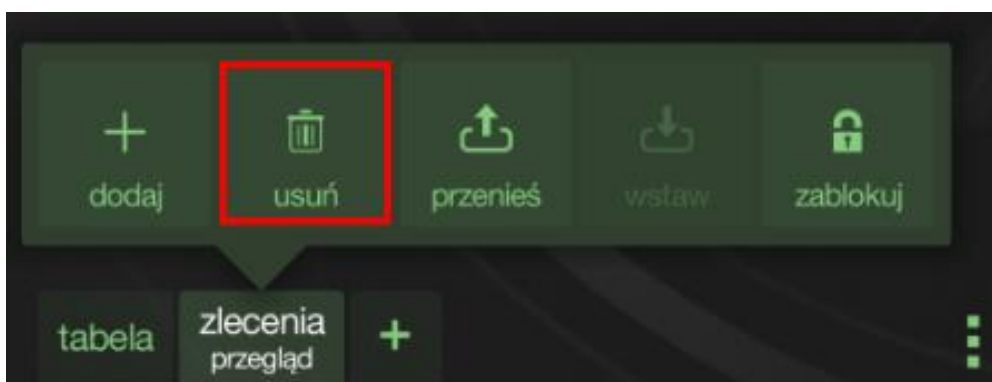 dodaj
usuń
przenieś
wstaw
zablokuj
tabela
zlecenia
przegląd